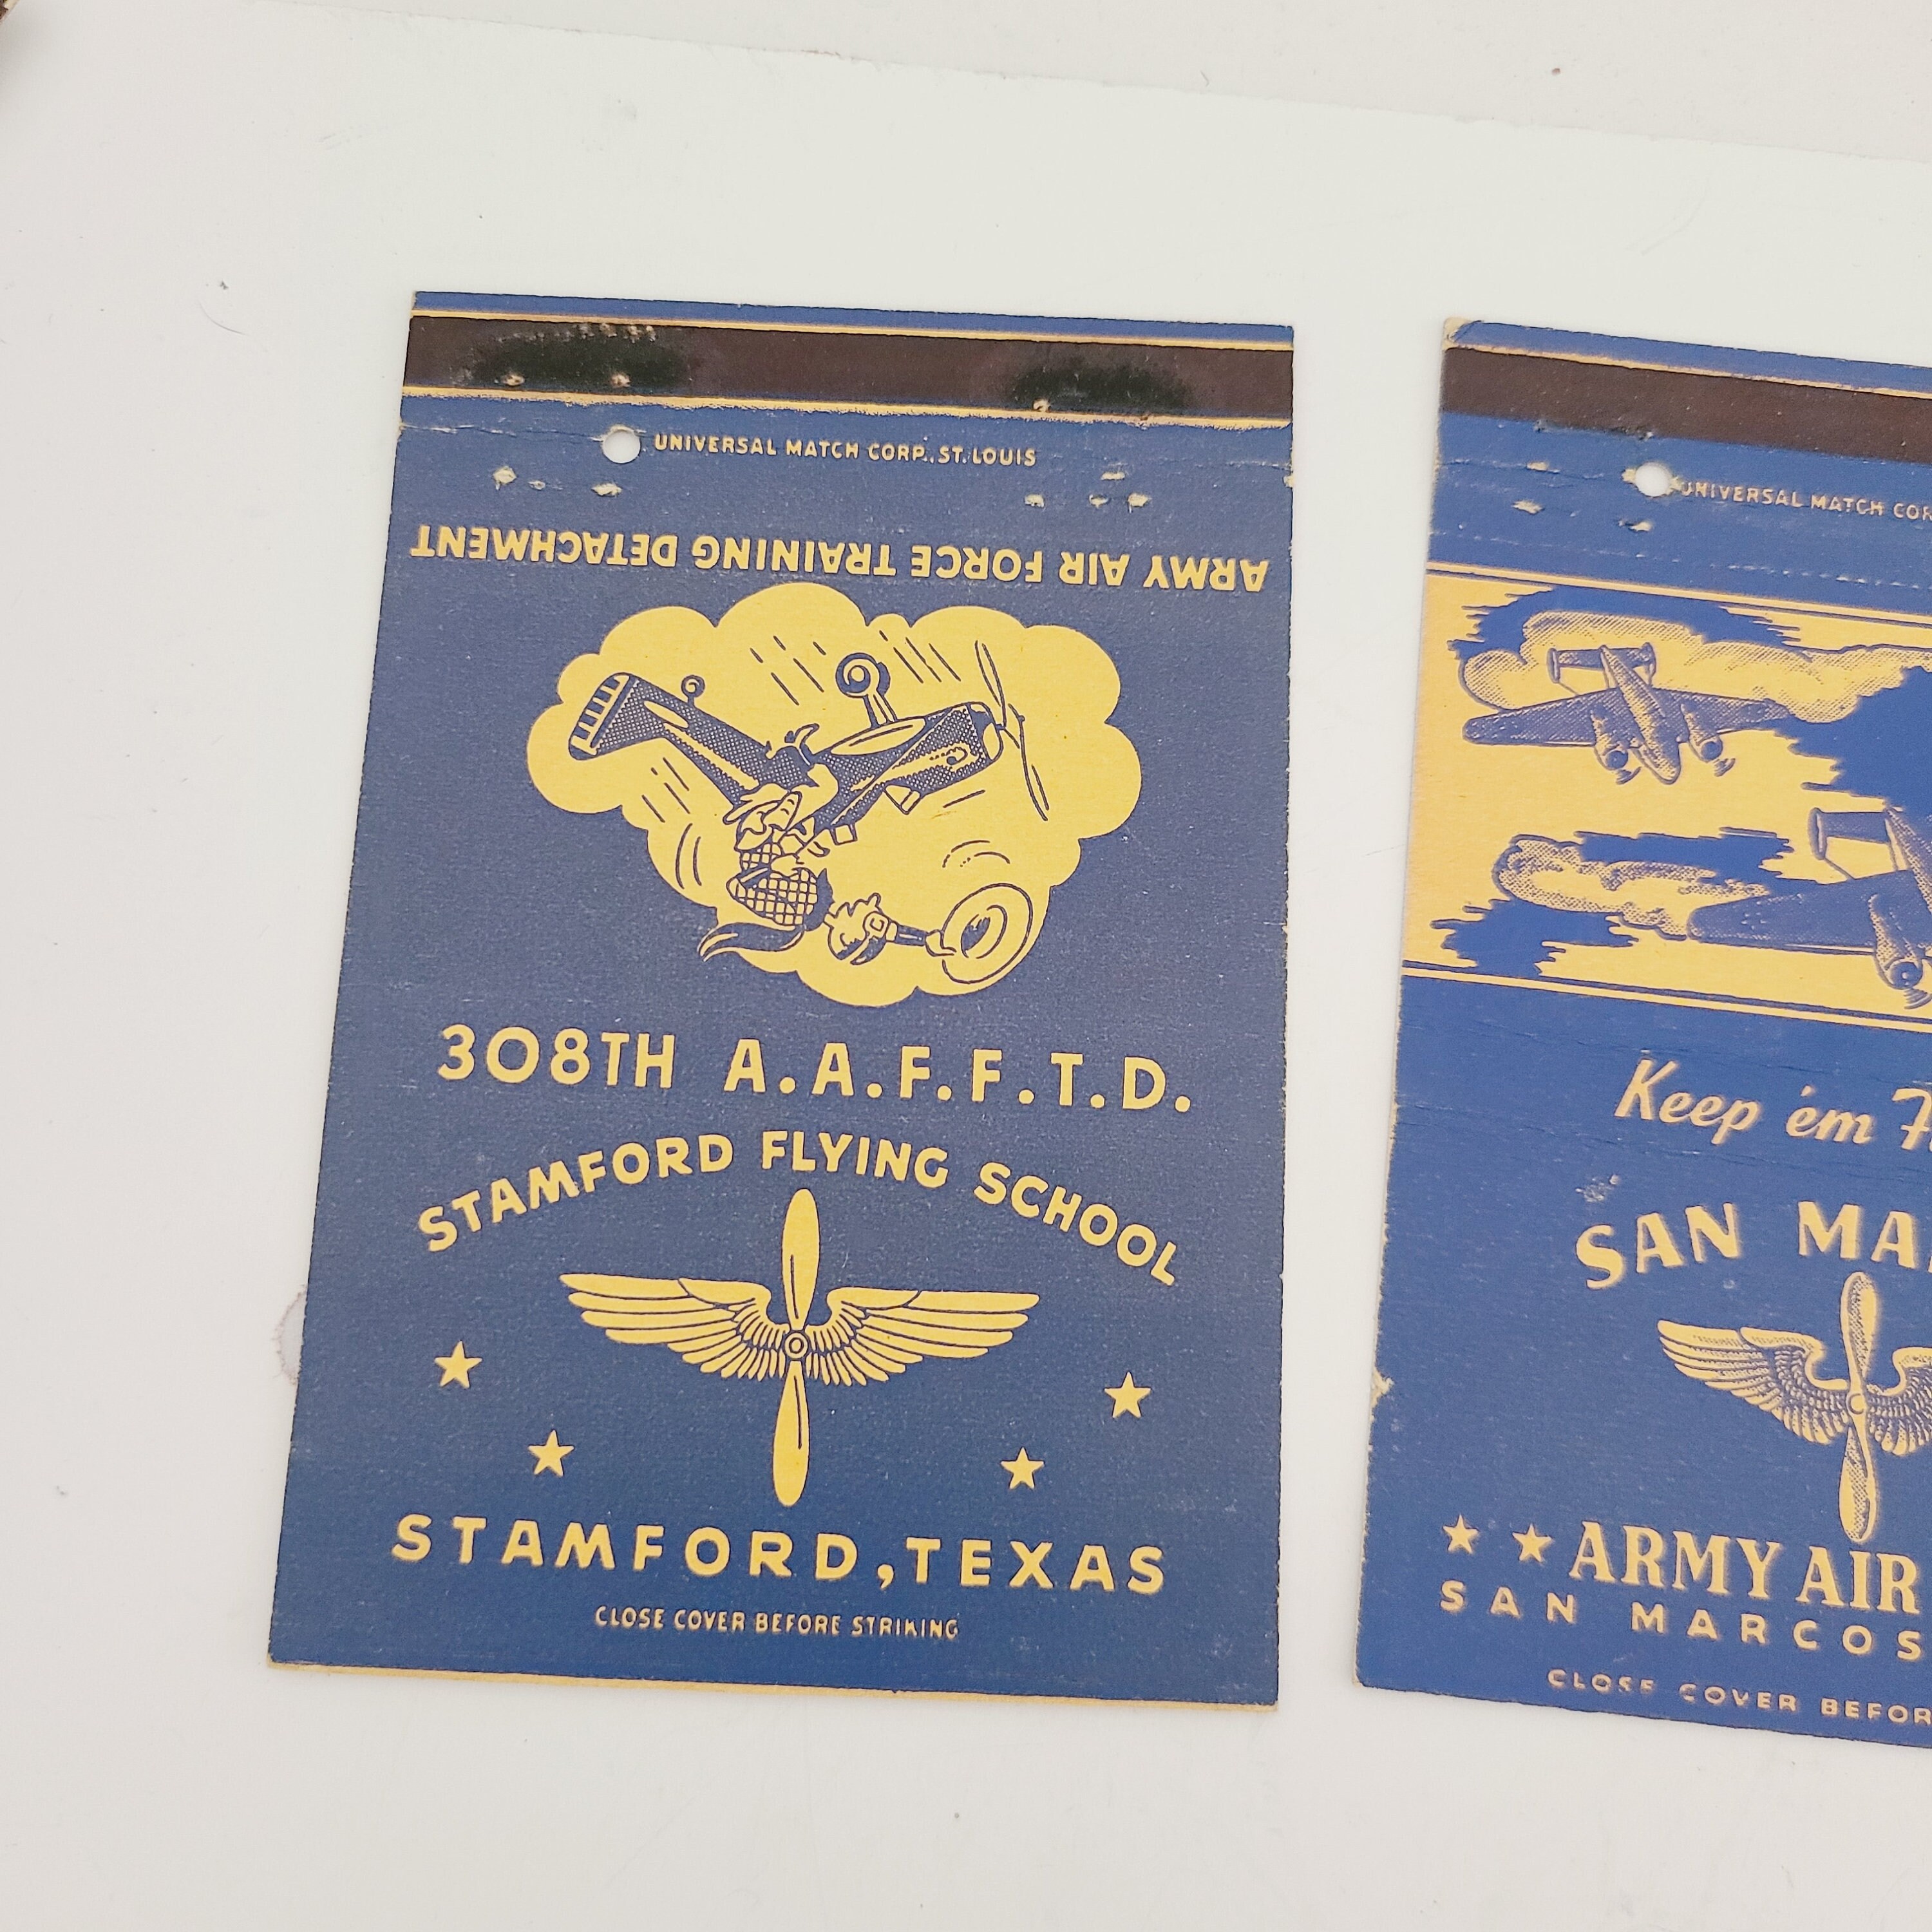 UNIVERSAL MATCH CORP., ST. LOUIS
ARMY AIR FORCE TRAINING DETACHMENT
308TH A.A.F.F.T.D.
STAMFORD FLYING SCHOOL
STAMFORD, TEXAS
CLOSE COVER BEFORE STRIKING
UNIVERSAL MATCH COR
Keep 'em F
SAN MA
ARMY AIR
SAN MARCOS
CLOSE COVER BEFOR